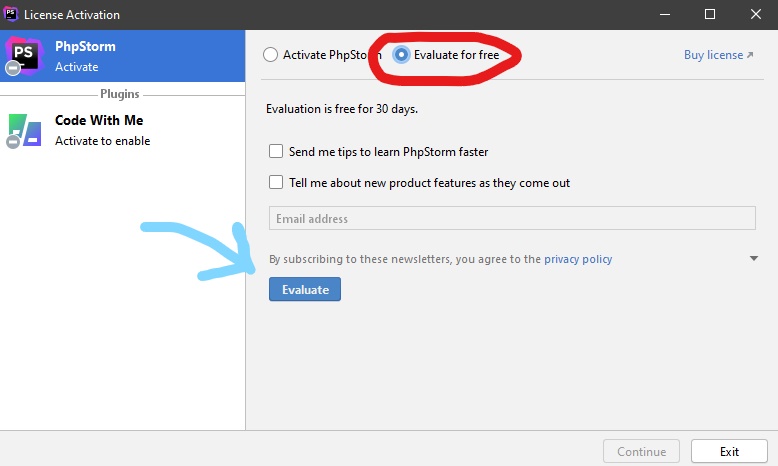 License Activation
PS
PhpStorm
Activate
Plugins
Code With Me
Activate to enable
Activate PhpStorm
Evaluate for free
Buy license
Evaluation is free for 30 days.
Send me tips to learn PhpStorm faster
Tell me about new product features as they come out
Email address
By subscribing to these newsletters, you agree to the privacy policy
Evaluate
Continue
Exit